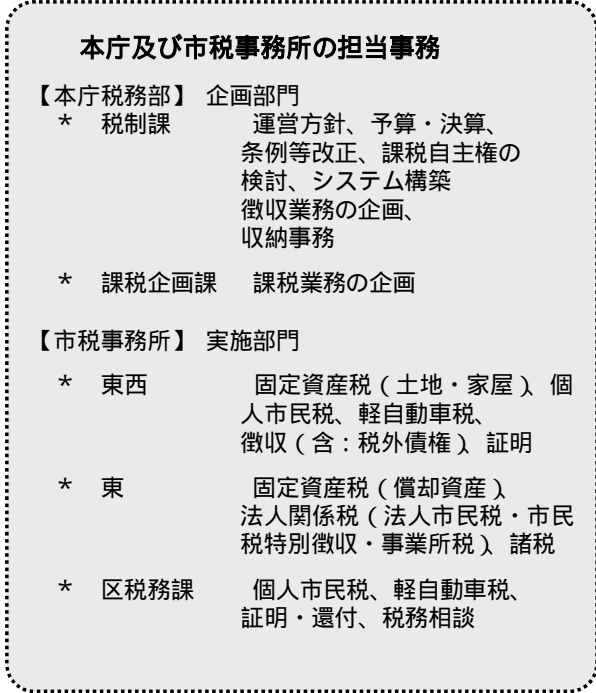 本庁及び市税事務所の担当事務
【本庁税務部】 企画部門
* 税制課 運営方針、予算・決算、
条例等改正、課税自主権の
検討、システム構築
徴収業務の企画、
収納事務
* 課税企画課 課税業務の企画
【市税事務所】 実施部門
* 東西 固定資産税(土地・家屋)、個
人市民税、軽自動車税、
徴収(含:税外債権)、証明
* 東 固定資産税(償却資産)、
法人関係税(法人市民税・市民
税特別徴収・事業所税)、諸税
* 区税務課 個人市民税、軽自動車税、
証明・還付、税務相談